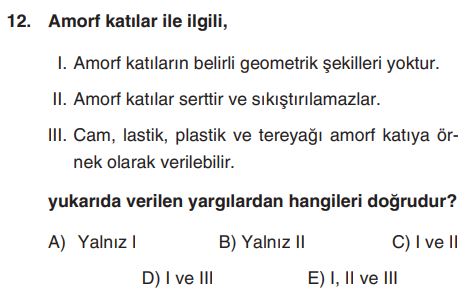 12. Amorf katılar ile ilgili,
I. Amorf katıların belirli geometrik şekilleri yoktur.
II. Amorf katılar serttir ve sıkıştırılamazlar.
III. Cam, lastik, plastik ve tereyağı amorf katıya ör-
nek olarak verilebilir.
yukarıda verilen yargılardan hangileri doğrudur?
A) Yalnız I B) Yalnız II C) I ve II
D) I ve III E) I, II ve III